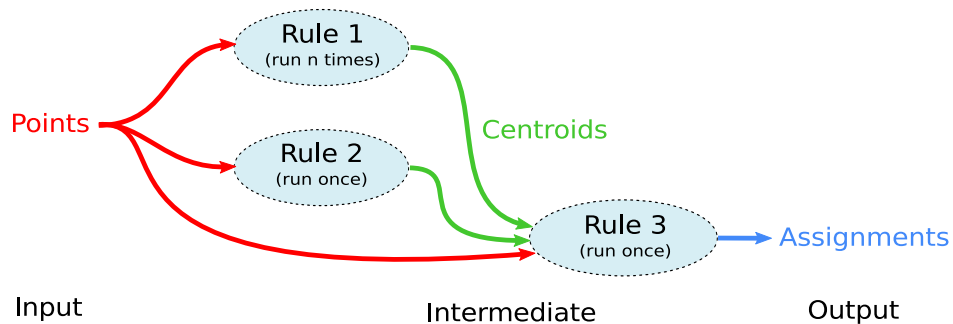 Rule 1
(run n times)
Points
Centroids
Rule 2
(run once)
Rule 3
(run once)
Assignments
Input
Intermediate
Output